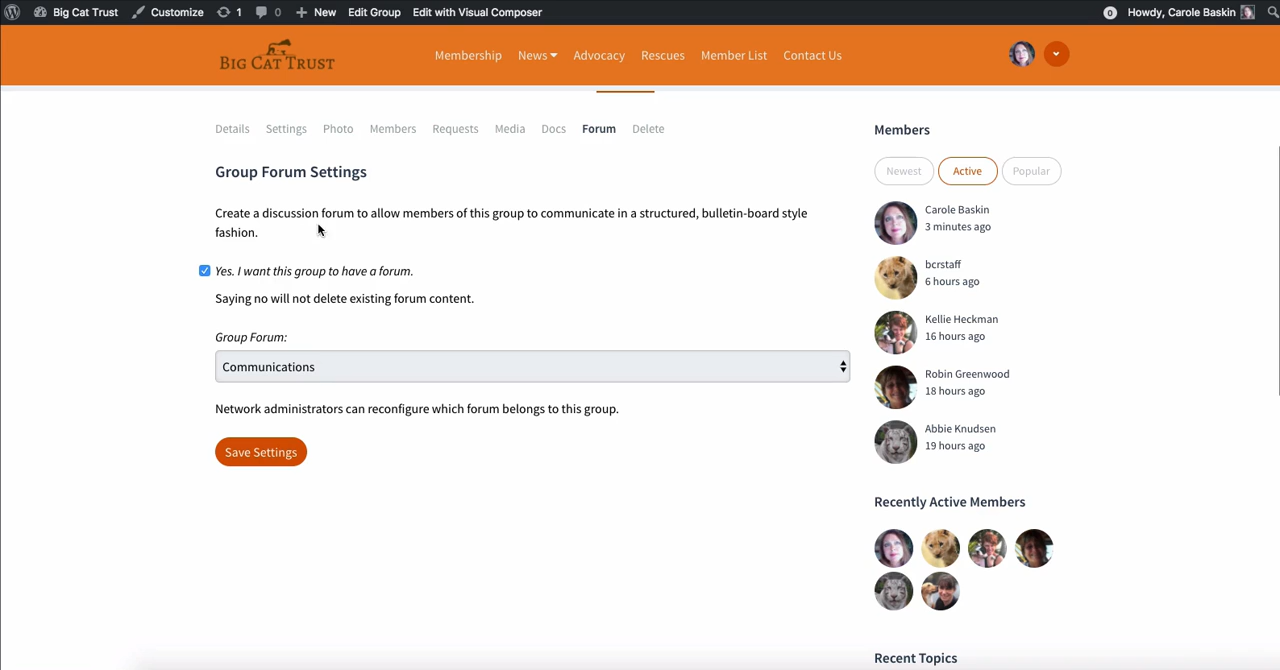 Big Cat Trust Customize 1 0 New Edit Group Edit with Visual Composer 0 Howdy, Carole Baskin
BIG CAT TRUST Membership News Advocacy Rescues Member List Contact Us
Details Settings Photo Members Requests Media Docs Forum Delete
Group Forum Settings
Create a discussion forum to allow members of this group to communicate in a structured, bulletin-board style
fashion.
Yes. I want this group to have a forum.
Saying no will not delete existing forum content.
Group Forum:
Communications
Network administrators can reconfigure which forum belongs to this group.
Save Settings
Members
Newest Active Popular
Carole Baskin
3 minutes ago
bcrstaff
6 hours ago
Kellie Heckman
16 hours ago
Robin Greenwood
18 hours ago
Abbie Knudsen
19 hours ago
Recently Active Members
Recent Topics